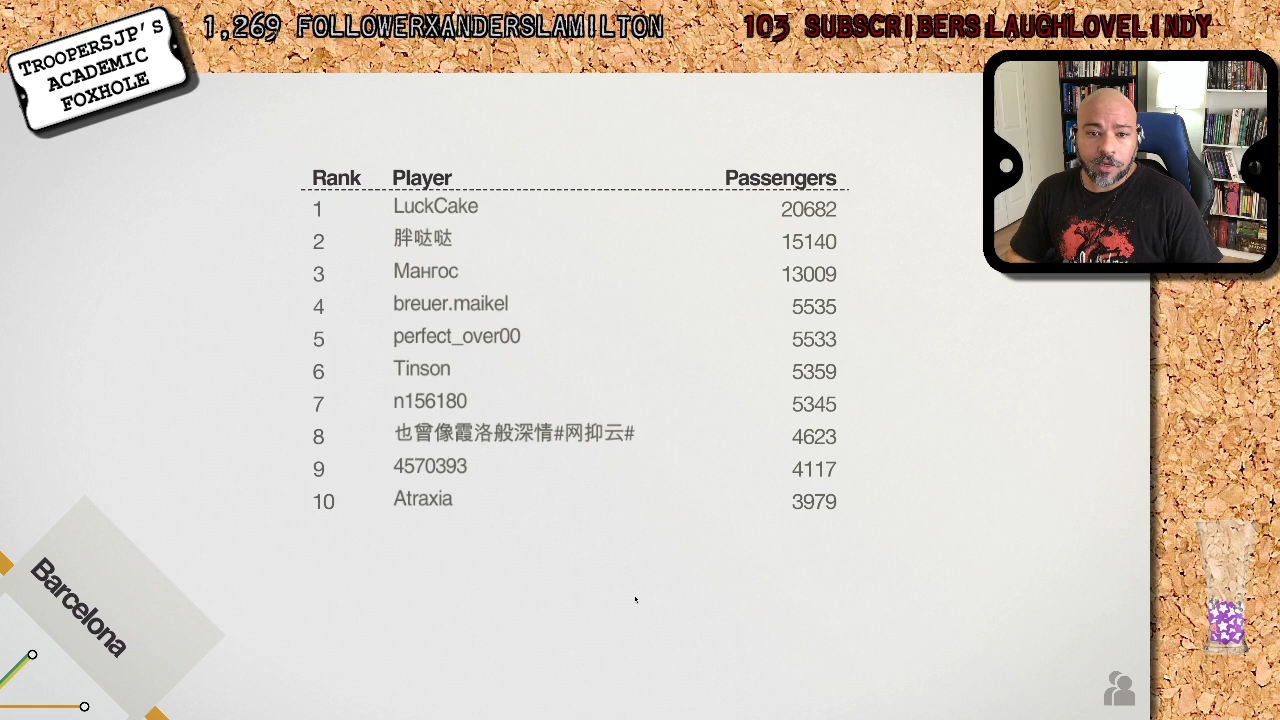 TROOPERSJP'S
ACADEMIC
FOXHOLE
1,269 FOLLOWERXANDERSLAMILTON
103 SUBSCRIBERS:LAUGHLOVELINDY
Rank Player Passengers
1 LuckCake 20682
2 胖哒哒 15140
3 Мангос 13009
4 breuer.maikel 5535
5 perfect_over00 5533
6 Tinson 5359
7 n156180 5345
8 也曾像霞洛般深情#网抑云# 4623
9 4570393 4117
10 Atraxia 3979
Barcelona